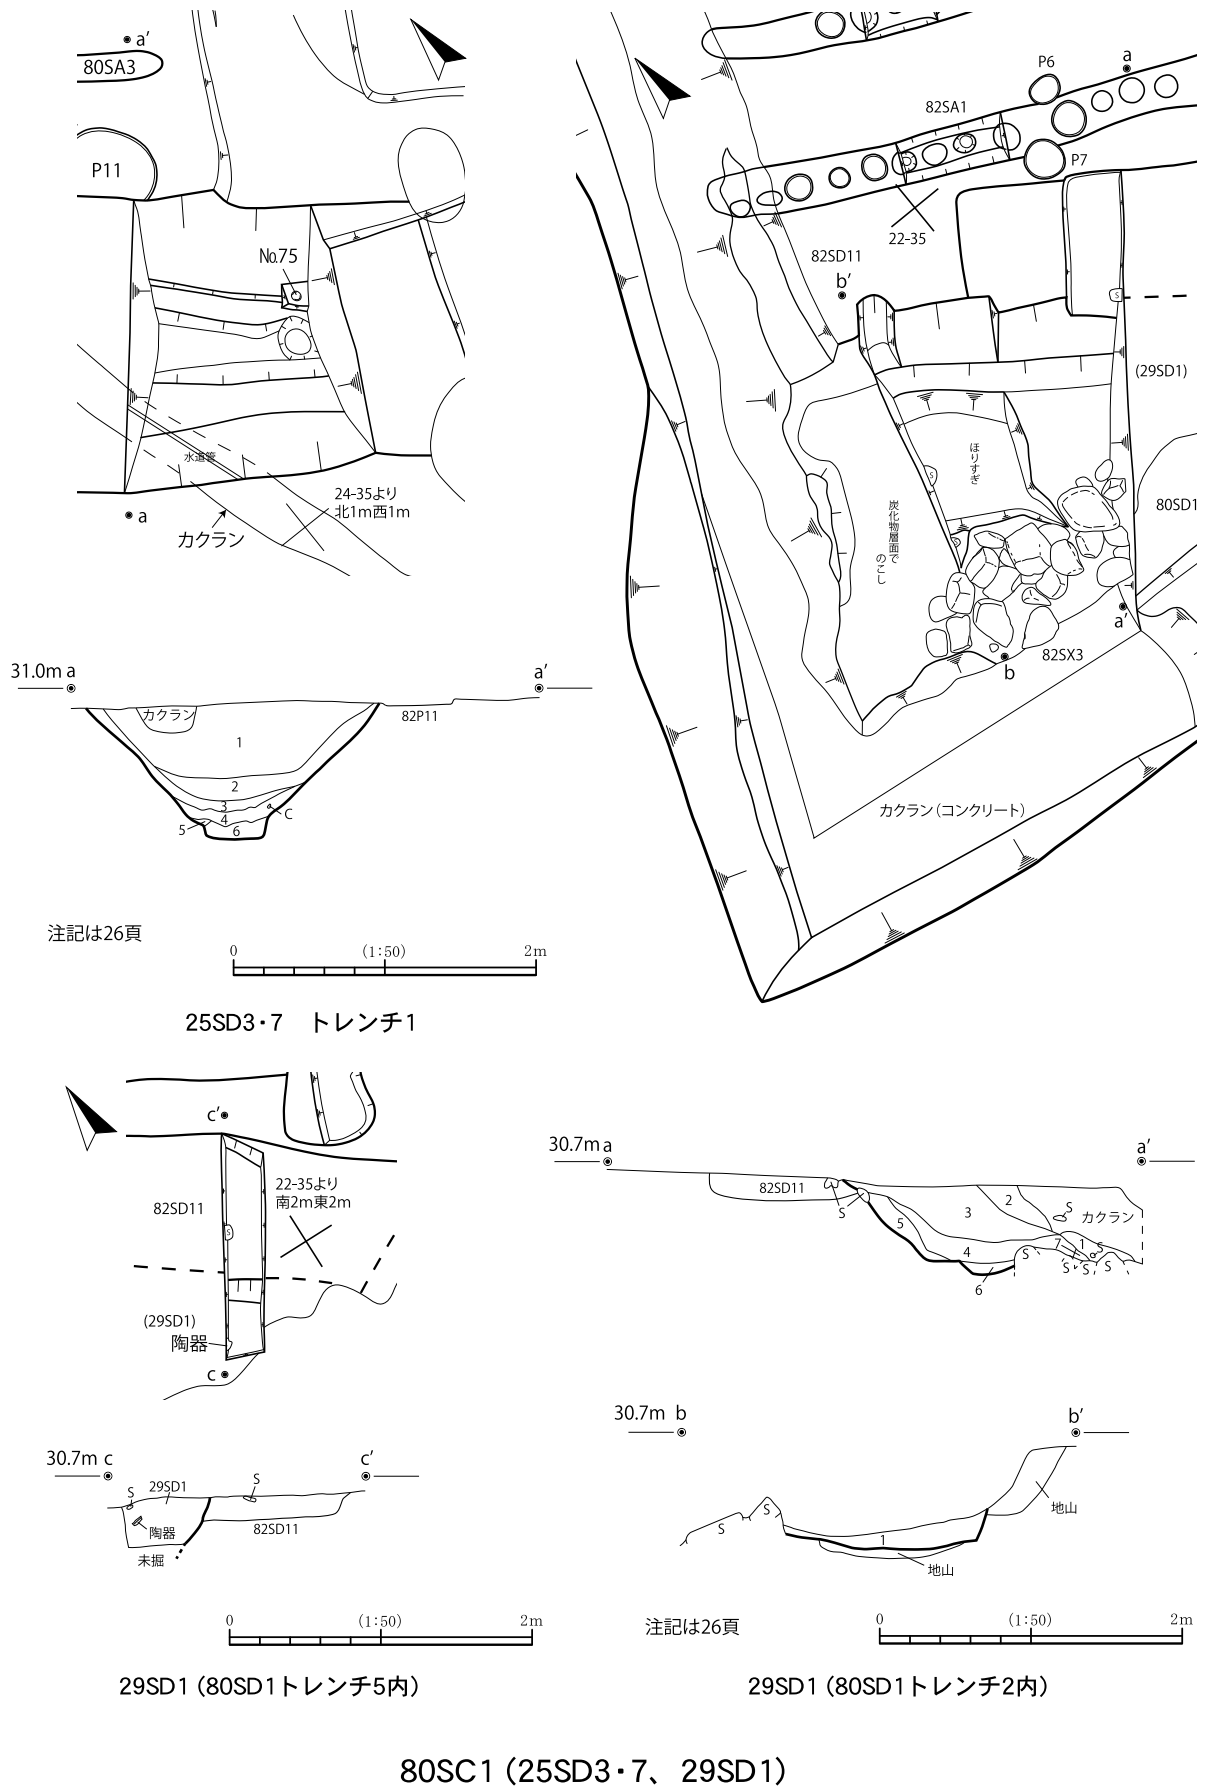 a’
80SA3
P11
No.75
水道管
24-35より
北1m西1m
a
カクラン
31.0m a
a’
カクラン
82P11
1
2
3
4
5
6
C
注記は26頁
0
(1:50)
2m
25SD3・7　トレンチ1
P6
a
82SA1
P7
22-35
82SD11
b’
S
(29SD1)
ほりすぎ
S
炭化物層面で
のこし
80SD1
a’
82SX3
b
カクラン（コンクリート）
c’
82SD11
22-35より
南2m東2m
S
(29SD1)
陶器
c
30.7m a
a’
82SD11
S
5
3
2
S
カクラン
4
7
1
S
S
S
S
S
6
30.7m c
c’
S
29SD1
S
陶器
82SD11
未掘
30.7m b
b’
S
S
1
地山
地山
0
(1:50)
2m
29SD1（80SD1トレンチ5内）
注記は26頁
0
(1:50)
2m
29SD1（80SD1トレンチ2内）
80SC1（25SD3・7、29SD1）